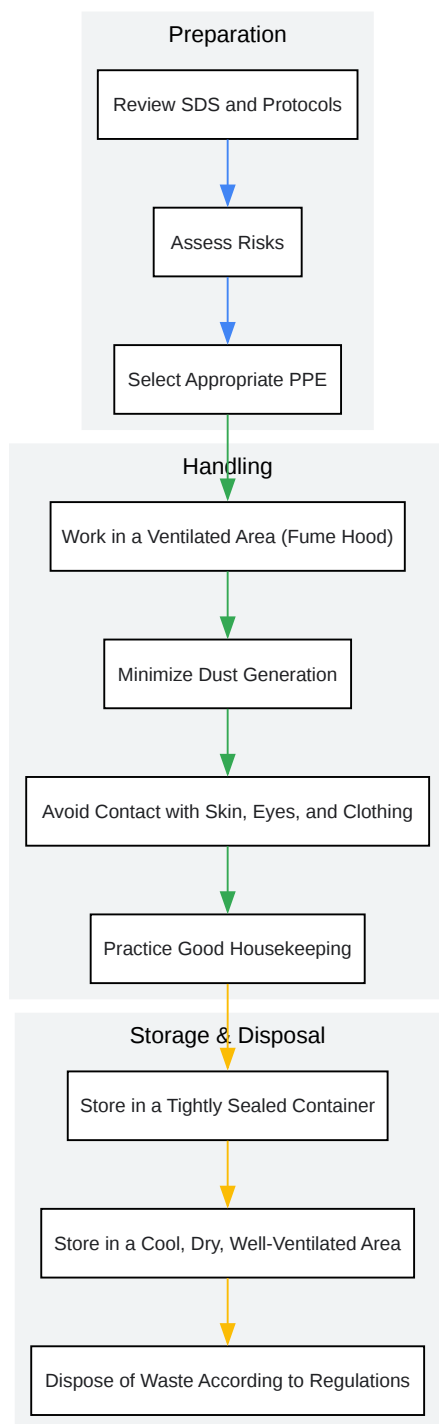 Preparation
Review SDS and Protocols
Assess Risks
Select Appropriate PPE
Handling
Work in a Ventilated Area (Fume Hood)
Minimize Dust Generation
Avoid Contact with Skin, Eyes, and Clothing
Practice Good Housekeeping
Storage & Disposal
Store in a Tightly Sealed Container
Store in a Cool, Dry, Well-Ventilated Area
Dispose of Waste According to Regulations